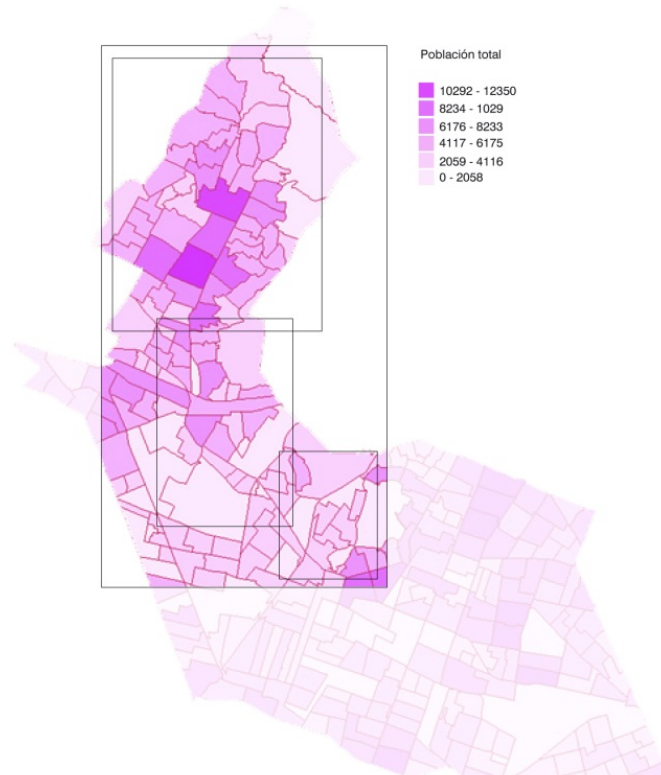 Población total
10292 - 12350
8234 - 1029
6176 - 8233
4117 - 6175
2059 - 4116
0 - 2058